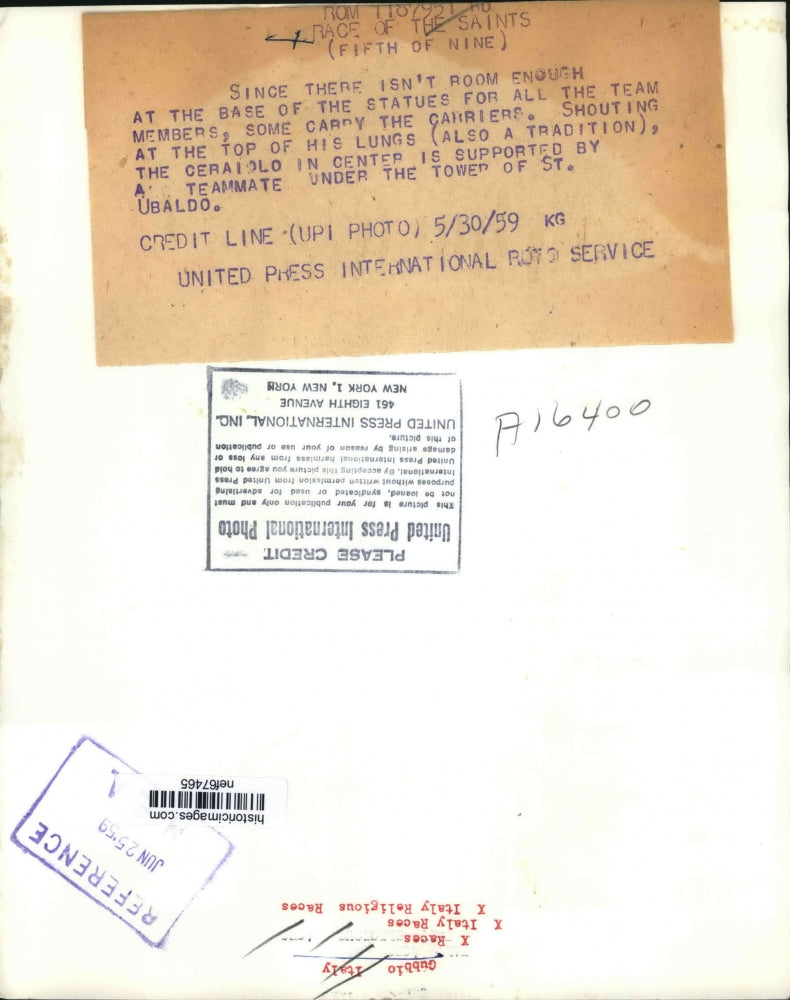 RACE OF THE SAINTS
(FIFTH OF NINE)
SINCE THERE ISN'T ROOM ENOUGH
AT THE BASE OF THE STATUES FOR ALL THE TEAM
MEMBERS, SOME CARRY THE CARRIERS. SHOUTING
AT THE TOP OF HIS LUNGS (ALSO A TRADITION),
THE CERAIOLO IN CENTER IS SUPPORTED BY
A TEAMMATE UNDER THE TOWER OF ST.
UBALDO.
CREDIT LINE (UPI PHOTO) 5/30/59 KG
UNITED PRESS INTERNATIONAL ROTO SERVICE
A16400
PLEASE CREDIT
United Press International Photo
This picture is for your publication only and must
not be loaned, syndicated or used for advertising
purposes without written permission from United Press
International. By accepting this picture you agree to hold
United Press International harmless from any loss or
damage arising by reason of your use or publication
of this picture.
UNITED PRESS INTERNATIONAL, INC.
461 EIGHTH AVENUE
NEW YORK 1, NEW YORK
historicimages.com
nef67465
REFERENCE
JUN 25 '59
Gubbio Italy
X Races
X Italy Races
X Italy Religious Races